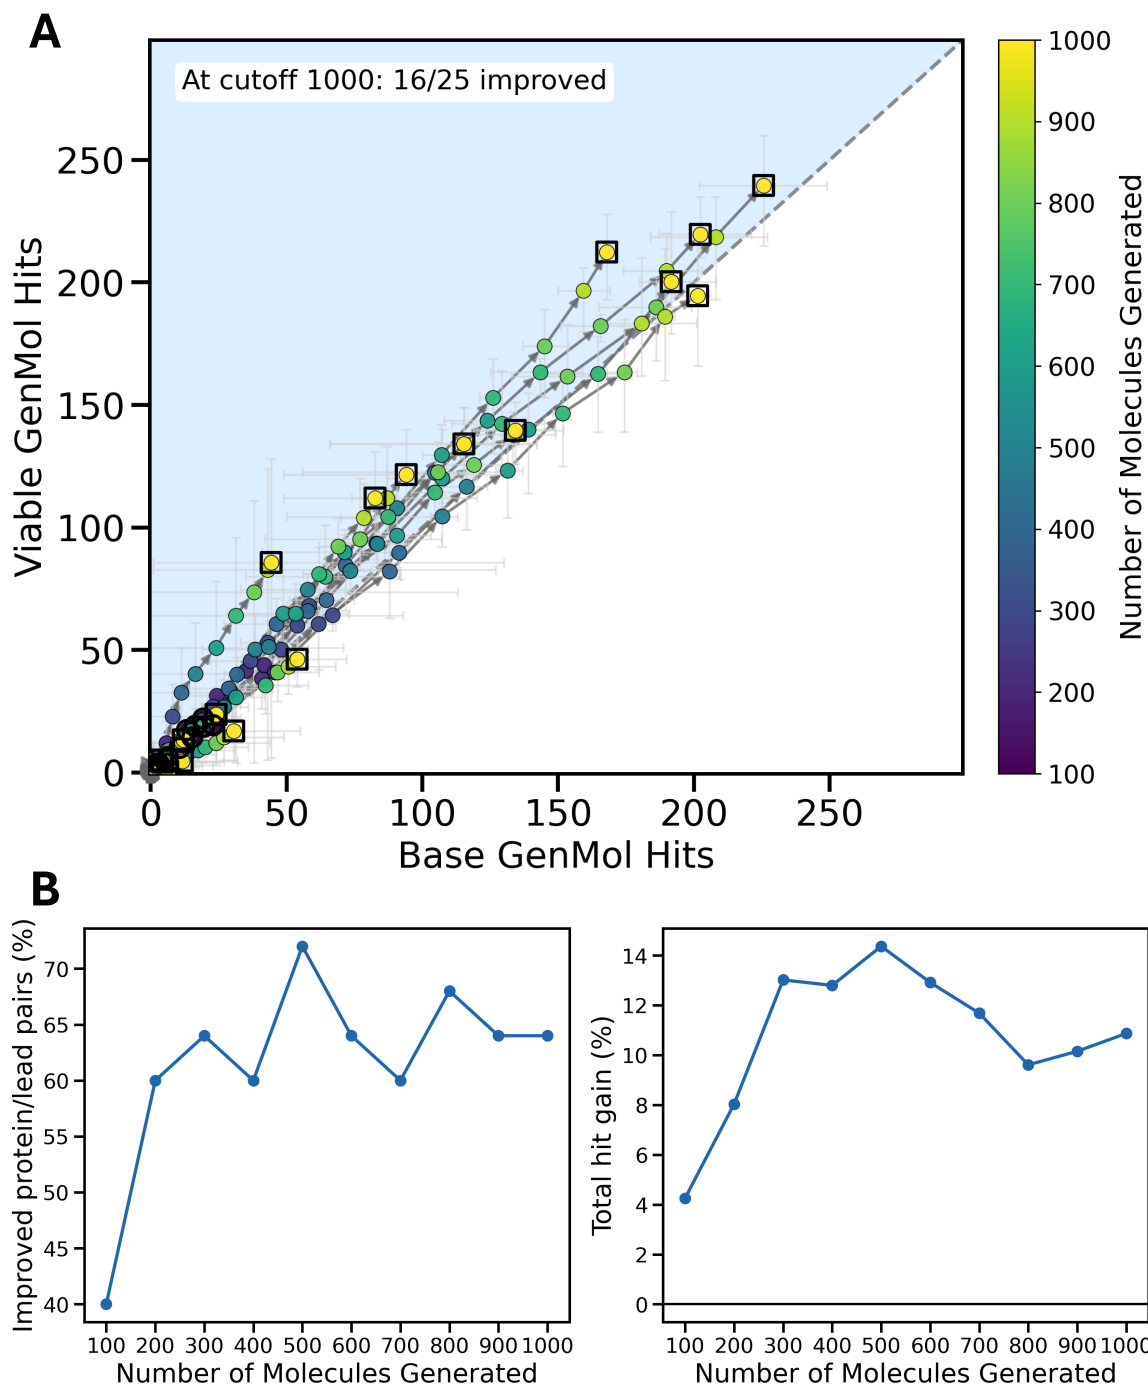 A
At cutoff 1000: 16/25 improved
Viable GenMol Hits
250
200
150
100
50
0
0 50 100 150 200 250
Base GenMol Hits
1000
900
800
700
600
500
400
300
200
100
Number of Molecules Generated
B
Improved protein/lead pairs (%)
70
65
60
55
50
45
40
100 200 300 400 500 600 700 800 900 1000
Number of Molecules Generated
Total hit gain (%)
14
12
10
8
6
4
2
0
100 200 300 400 500 600 700 800 900 1000
Number of Molecules Generated